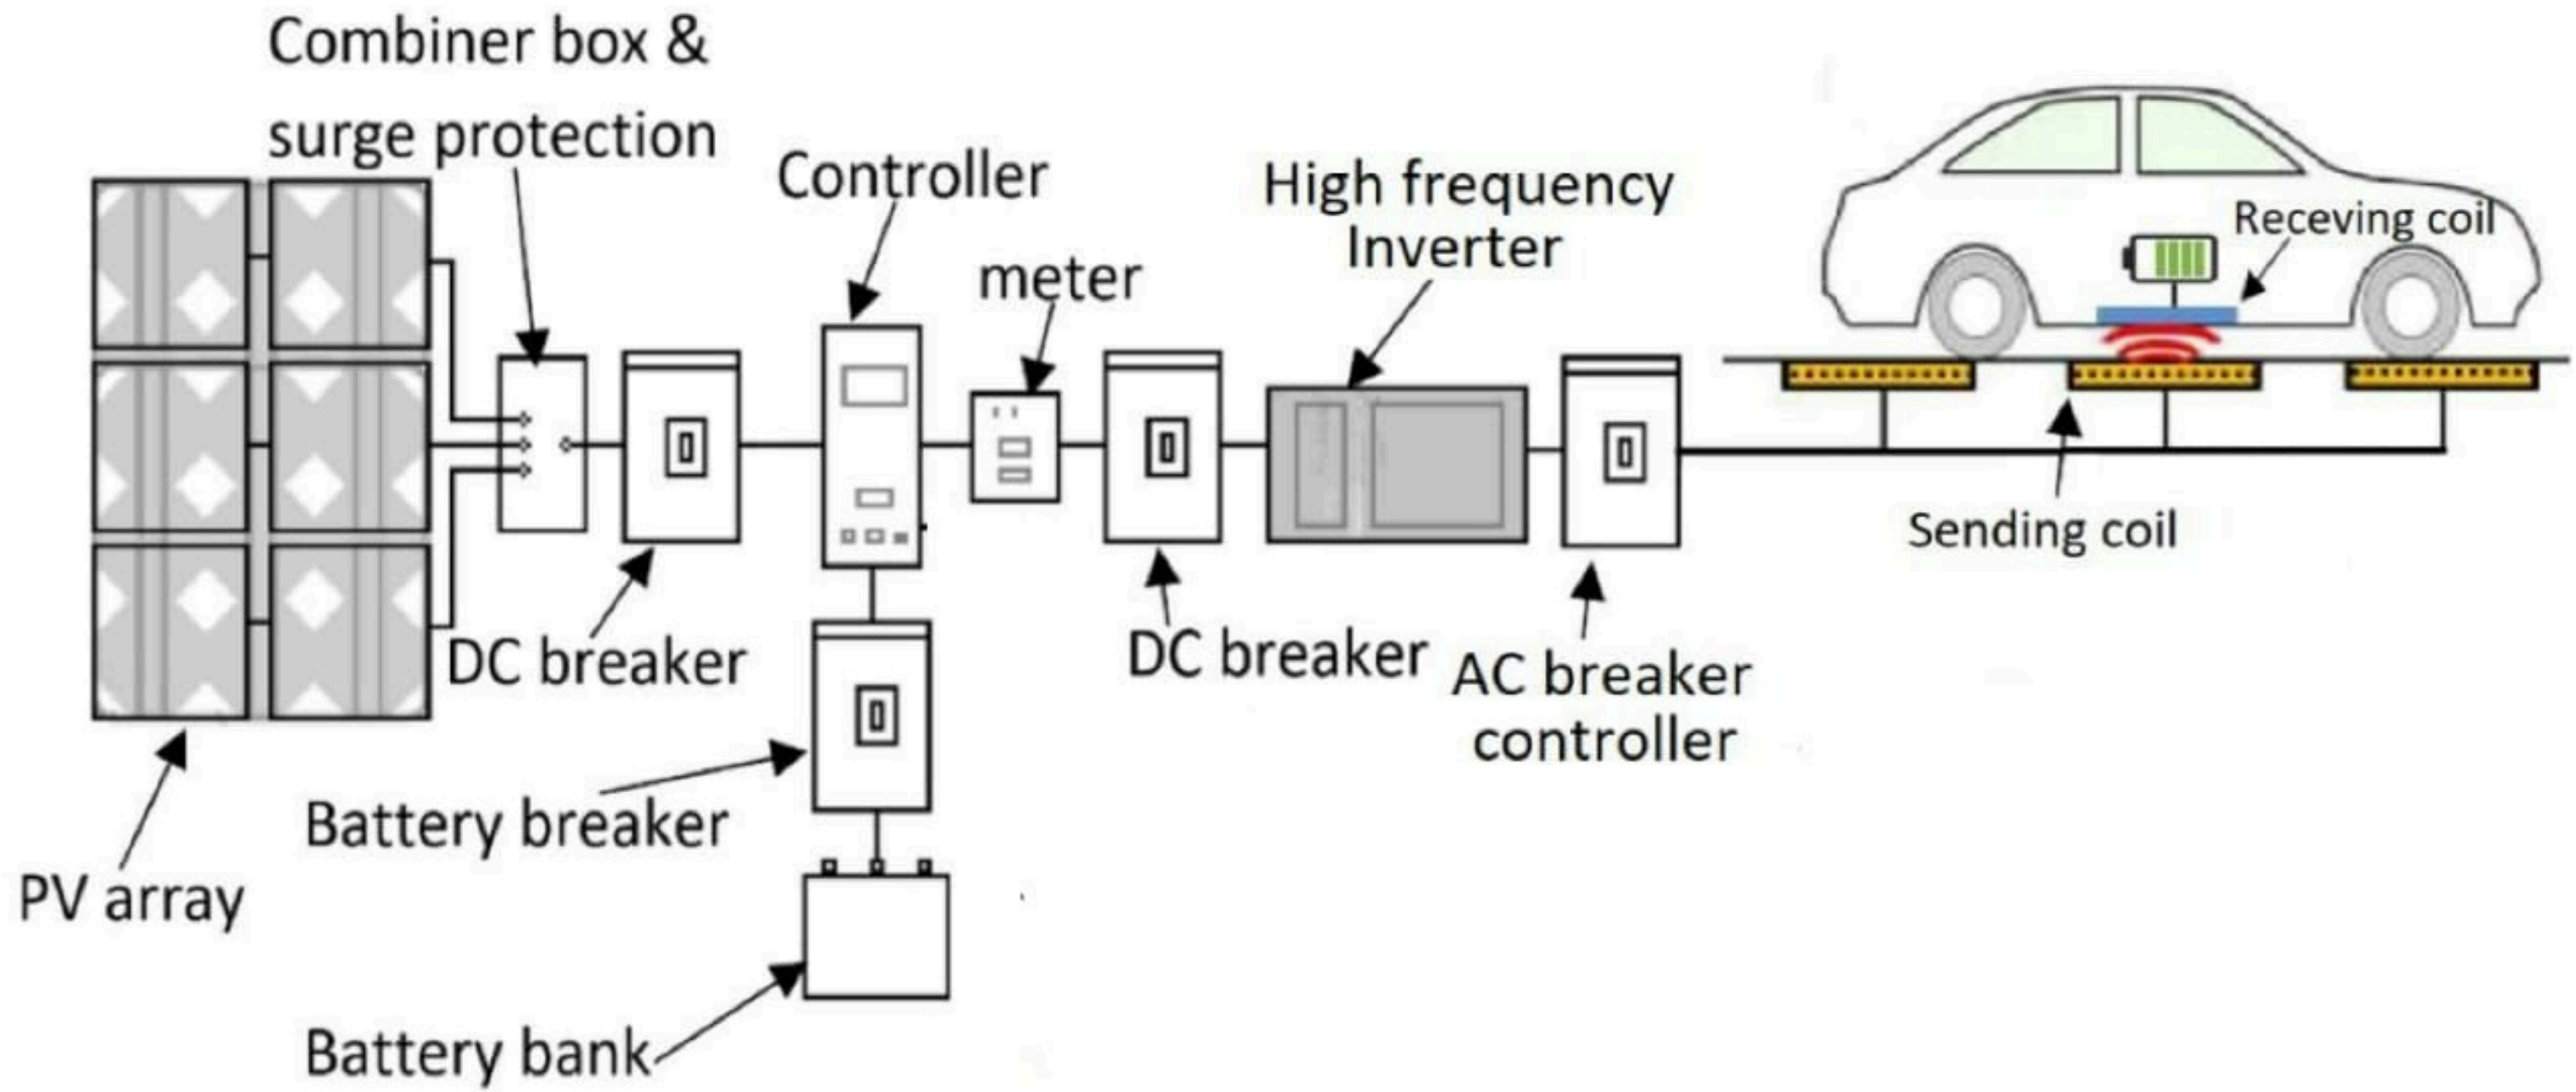 Combiner box &
surge protection
Controller
meter
High frequency
Inverter
Receving coil
Sending coil
DC breaker
DC breaker
AC breaker
controller
Battery breaker
PV array
Battery bank